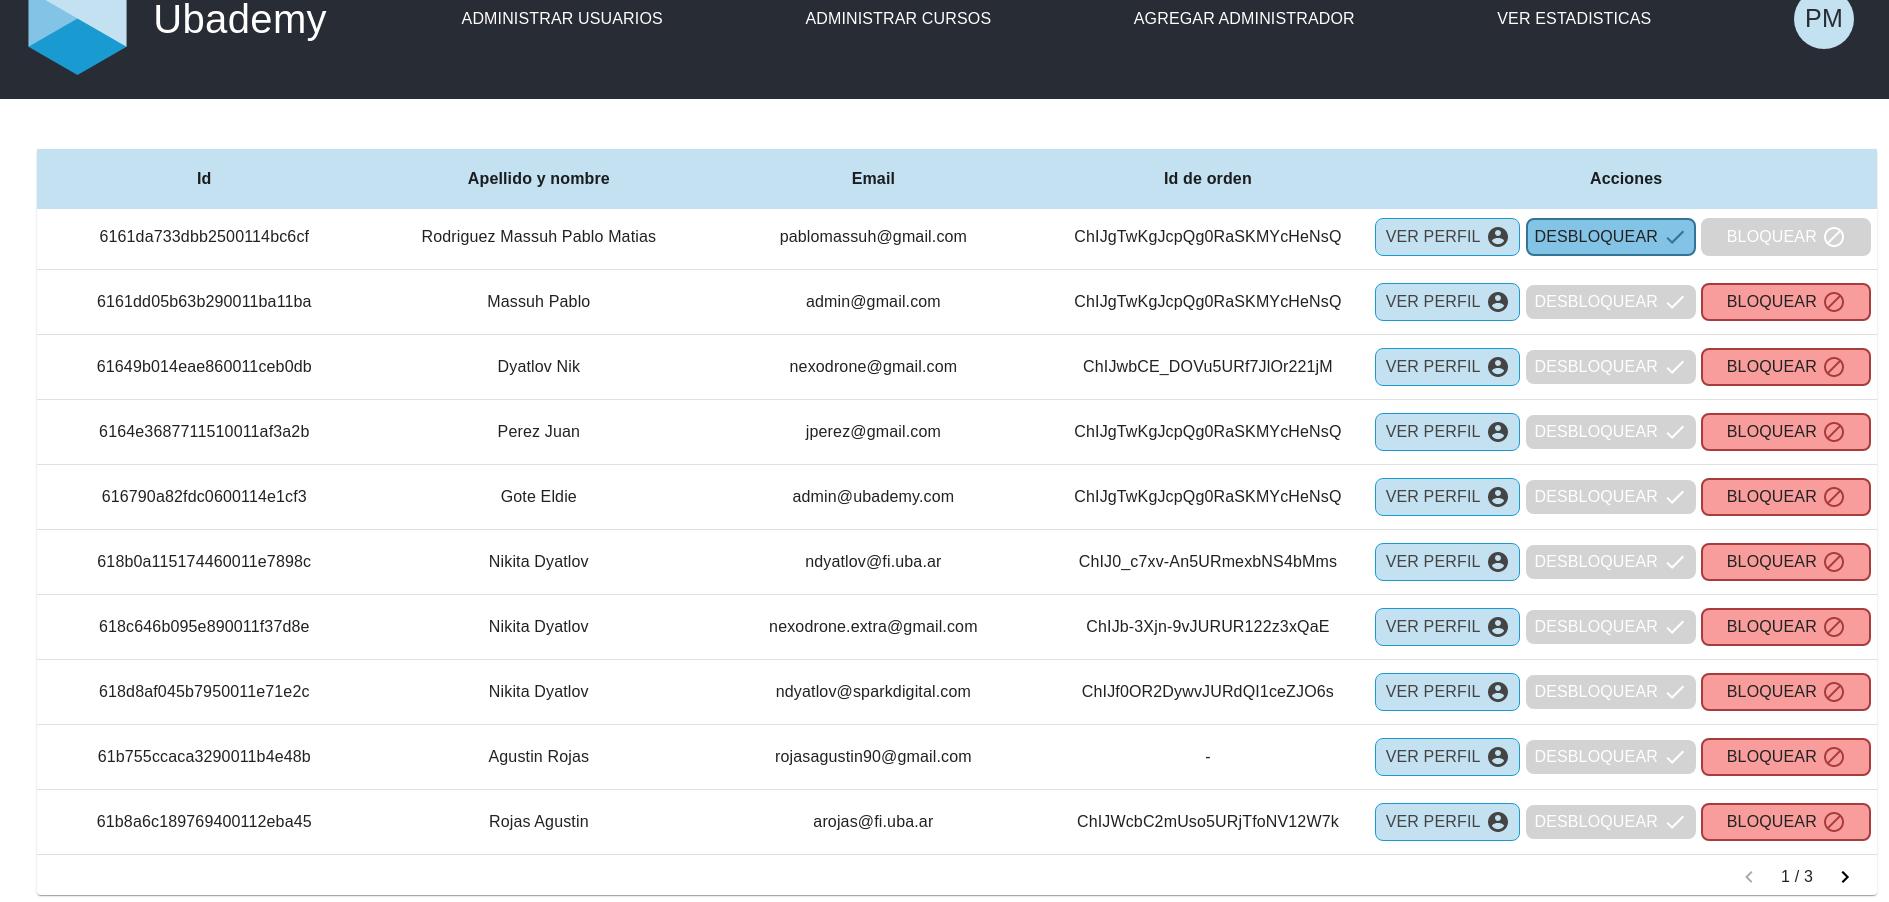 Ubademy ADMINISTRAR USUARIOS ADMINISTRAR CURSOS AGREGAR ADMINISTRADOR VER ESTADISTICAS PM
Id Apellido y nombre Email Id de orden Acciones
6161da733dbb2500114bc6cf Rodriguez Massuh Pablo Matias pablomassuh@gmail.com ChIJgTwKgJcpQg0RaSKMYcHeNsQ VER PERFIL DESBLOQUEAR BLOQUEAR
6161dd05b63b290011ba11ba Massuh Pablo admin@gmail.com ChIJgTwKgJcpQg0RaSKMYcHeNsQ VER PERFIL DESBLOQUEAR BLOQUEAR
61649b014eae860011ceb0db Dyatlov Nik nexodrone@gmail.com ChIJwbCE_DOVu5URf7JlOr221jM VER PERFIL DESBLOQUEAR BLOQUEAR
6164e3687711510011af3a2b Perez Juan jperez@gmail.com ChIJgTwKgJcpQg0RaSKMYcHeNsQ VER PERFIL DESBLOQUEAR BLOQUEAR
616790a82fdc0600114e1cf3 Gote Eldie admin@ubademy.com ChIJgTwKgJcpQg0RaSKMYcHeNsQ VER PERFIL DESBLOQUEAR BLOQUEAR
618b0a115174460011e7898c Nikita Dyatlov ndyatlov@fi.uba.ar ChIJ0_c7xv-An5URmexbNS4bMms VER PERFIL DESBLOQUEAR BLOQUEAR
618c646b095e890011f37d8e Nikita Dyatlov nexodrone.extra@gmail.com ChIJb-3Xjn-9vJURUR122z3xQaE VER PERFIL DESBLOQUEAR BLOQUEAR
618d8af045b7950011e71e2c Nikita Dyatlov ndyatlov@sparkdigital.com ChIJf0OR2DywvJURdQI1ceZJO6s VER PERFIL DESBLOQUEAR BLOQUEAR
61b755ccaca3290011b4e48b Agustin Rojas rojasagustin90@gmail.com - VER PERFIL DESBLOQUEAR BLOQUEAR
61b8a6c189769400112eba45 Rojas Agustin arojas@fi.uba.ar ChIJWcbC2mUso5URjTfoNV12W7k VER PERFIL DESBLOQUEAR BLOQUEAR
1 / 3